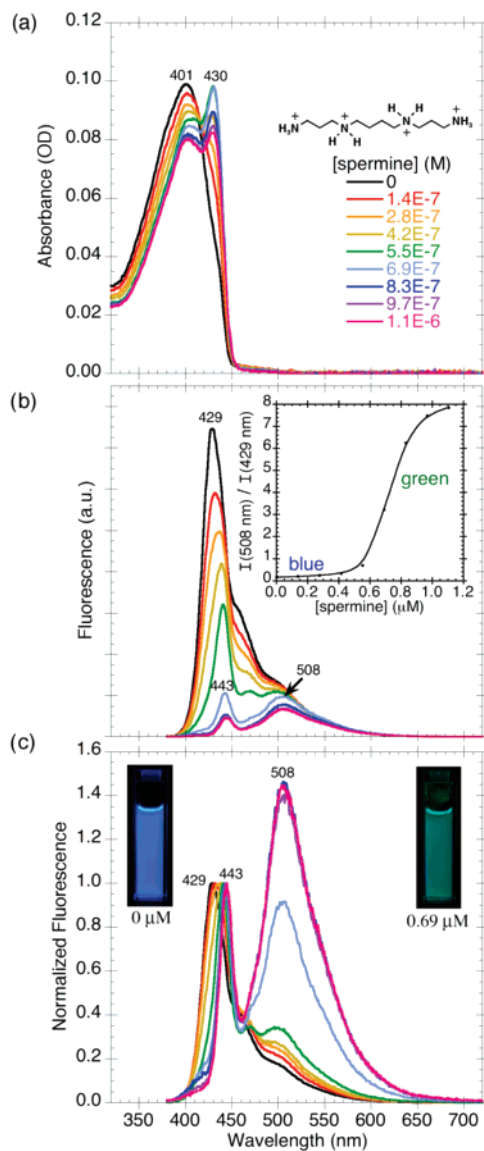 (a)
401 430
0.12
0.10
0.08
0.06
0.04
0.02
0.00
Absorbance (OD)
+ H H +
H3N N N NH3
H H +
[spermine] (M)
0
1.4E-7
2.8E-7
4.2E-7
5.5E-7
6.9E-7
8.3E-7
9.7E-7
1.1E-6
(b)
429
Fluorescence (a.u.)
443
508
I(508 nm) / I(429 nm)
8
7
6
5
4
3
2
1
0
green
blue
0.0 0.2 0.4 0.6 0.8 1.0 1.2
[spermine] (μM)
(c)
1.6
1.4
1.2
1.0
0.8
0.6
0.4
0.2
0.0
Normalized Fluorescence
508
429 443
0 μM
0.69 μM
350 400 450 500 550 600 650 700
Wavelength (nm)